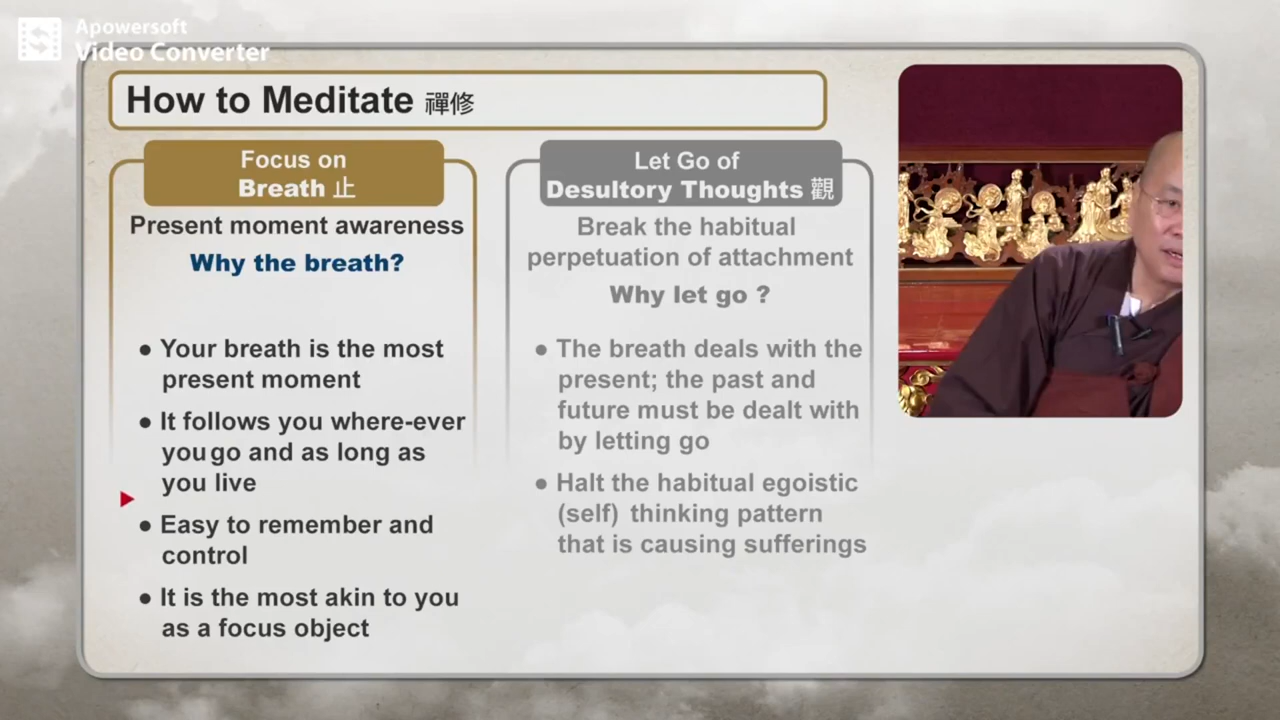 Apowersoft
Video Converter
How to Meditate 禪修
Focus on
Breath 止
Present moment awareness
Why the breath?
● Your breath is the most
present moment
● It follows you where-ever
you go and as long as
you live
● Easy to remember and
control
● It is the most akin to you
as a focus object
Let Go of
Desultory Thoughts 觀
Break the habitual
perpetuation of attachment
Why let go ?
● The breath deals with the
present; the past and
future must be dealt with
by letting go
● Halt the habitual egoistic
(self) thinking pattern
that is causing sufferings